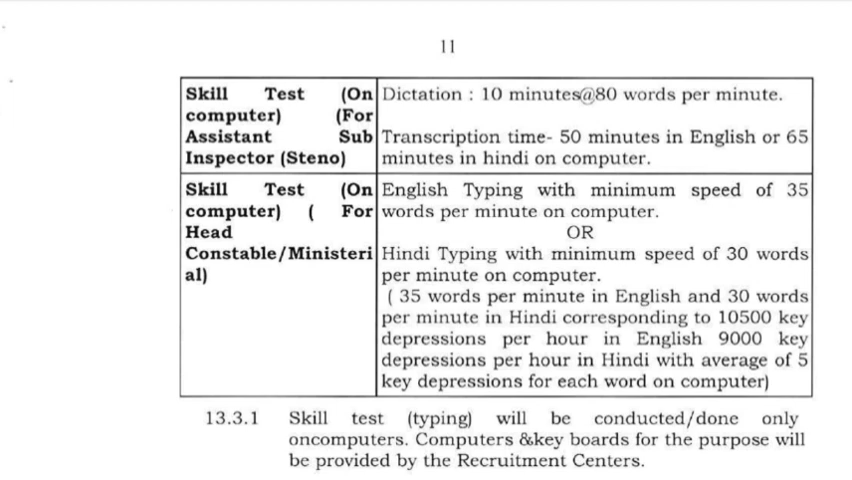 11
Skill Test (On computer) (For Assistant Sub Inspector (Steno)
Dictation : 10 minutes@80 words per minute.
Transcription time- 50 minutes in English or 65
minutes in hindi on computer.
Skill Test (On
computer) ( For
Head
Constable/Ministeri
al)
English Typing with minimum speed of 35
words per minute on computer.
OR
Hindi Typing with minimum speed of 30 words
per minute on computer.
( 35 words per minute in English and 30 words
per minute in Hindi corresponding to 10500 key
depressions per hour in English 9000 key
depressions per hour in Hindi with average of 5
key depressions for each word on computer)
13.3.1 Skill test (typing) will be conducted/done only
oncomputers. Computers &key boards for the purpose will
be provided by the Recruitment Centers.